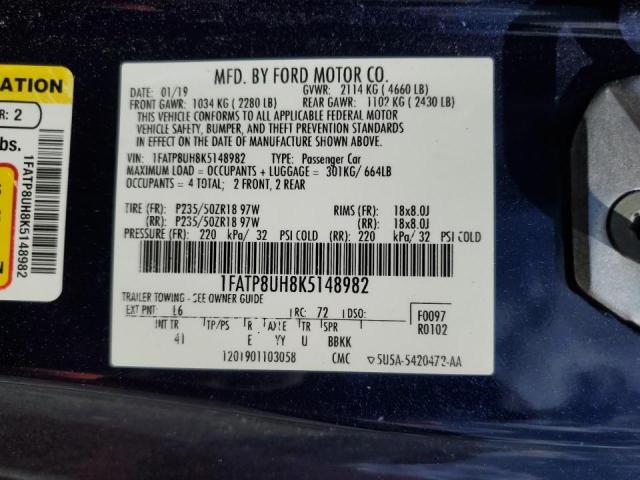 MFD. BY FORD MOTOR CO.
DATE: 01/19 GVWR: 2114 KG (4660 LB)
FRONT GAWR: 1034 KG (2280 LB) REAR GAWR: 1102 KG (2430 LB)
THIS VEHICLE CONFORMS TO ALL APPLICABLE FEDERAL MOTOR
VEHICLE SAFETY, BUMPER, AND THEFT PREVENTION STANDARDS IN
EFFECT ON THE DATE OF MANUFACTURE SHOWN ABOVE.
VIN: 1FATP8UH8K5148982 TYPE: Passenger Car
MAXIMUM LOAD = OCCUPANTS + LUGGAGE = 301KG/ 664LB
OCCUPANTS = 4 TOTAL; 2 FRONT, 2 REAR
TIRE (FR): P235/50ZR18 97W RIMS (FR): 18x8.0J
(RR): P235/50ZR18 97W (RR): 18x8.0J
PRESSURE (FR): 220 kPa/ 32 PSI COLD (RR): 220 kPa/ 32 PSI COLD
1FATP8UH8K5148982
TRAILER TOWING - SEE OWNER GUIDE
EXT PNT: L6 RC: 72 DSO: F0097
INT TR TP/PS R AXLE TR SPR R0102
41 E YY U BBKK
1201901103058 CMC 5U5A-5420472-AA
ATION
R: 2
lbs.
1FATP8UH8K5148982